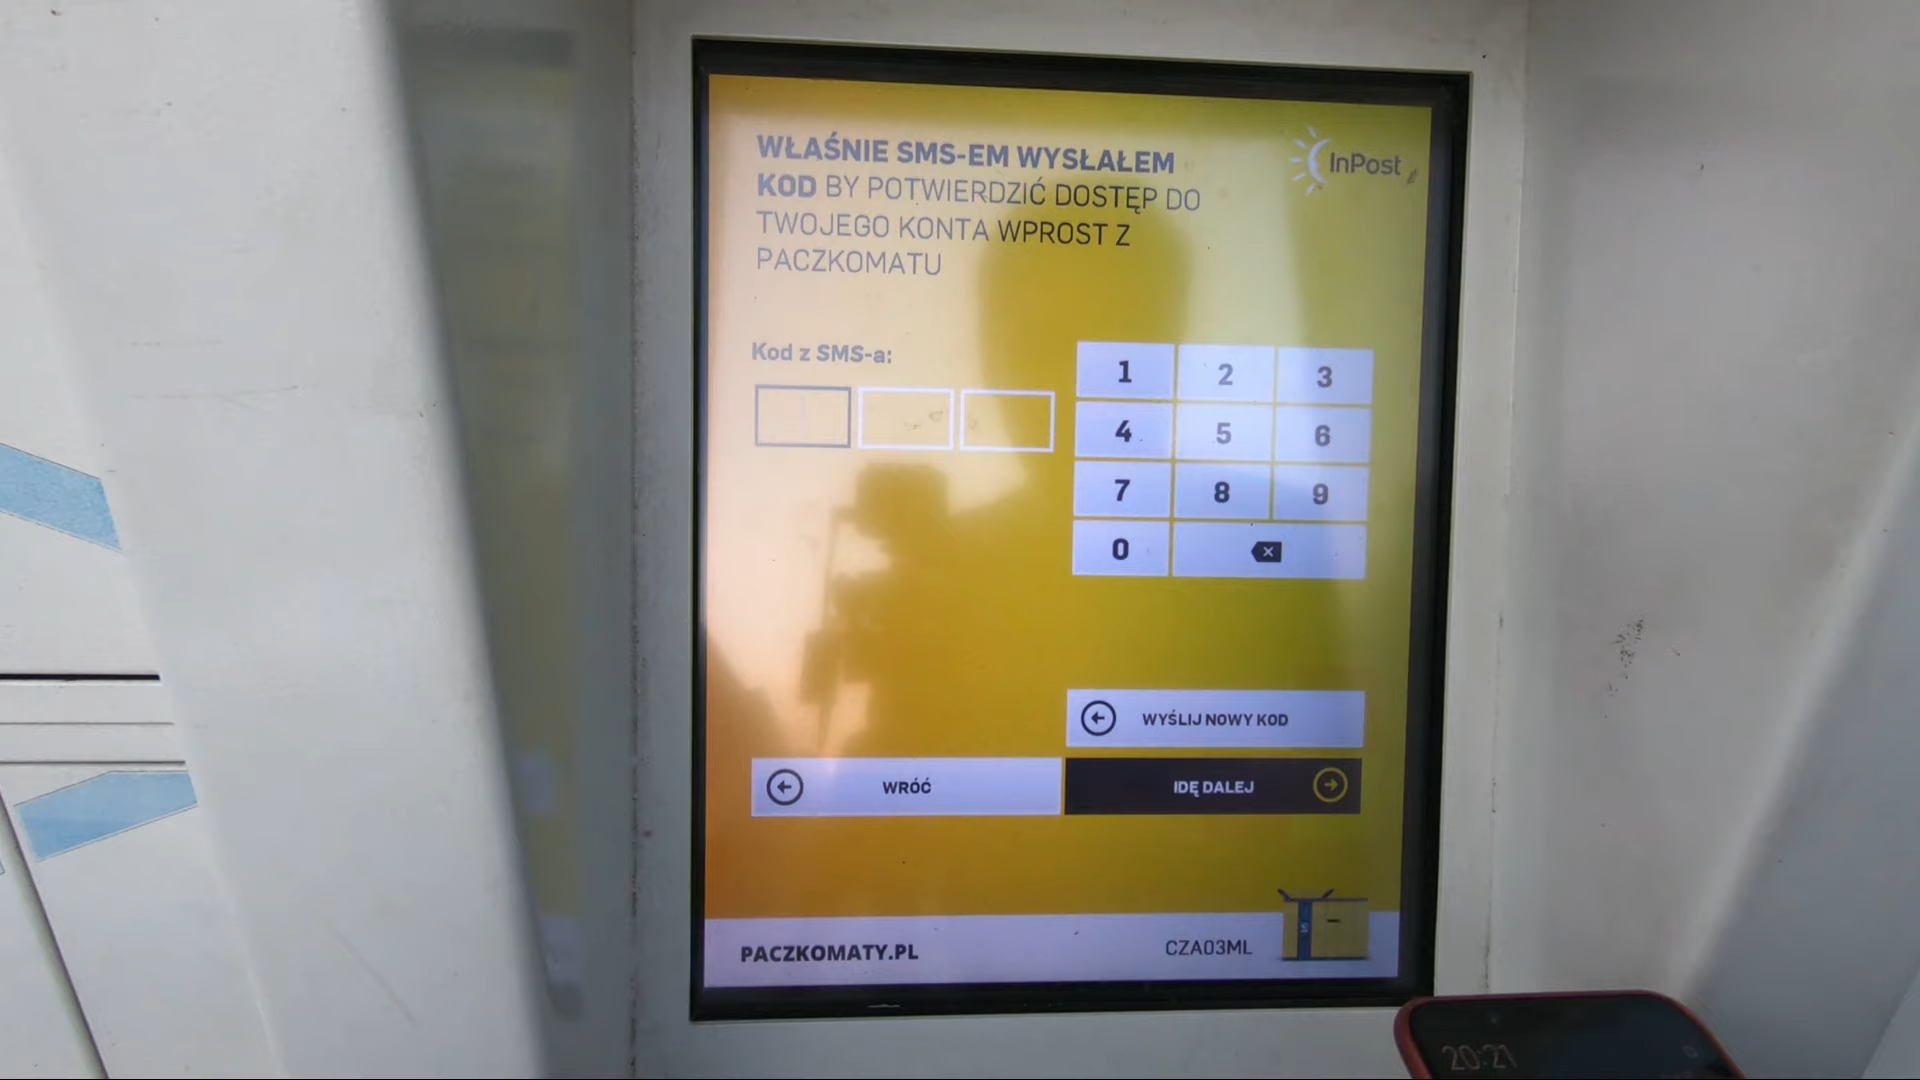 WŁAŚNIE SMS-EM WYSŁAŁEM
KOD BY POTWIERDZIĆ DOSTĘP DO
TWOJEGO KONTA WPROST Z
PACZKOMATU
InPost
Kod z SMS-a:
1 2 3
4 5 6
7 8 9
0
WYŚLIJ NOWY KOD
WRÓĆ
IDĘ DALEJ
PACZKOMATY.PL
CZA03ML
20:21